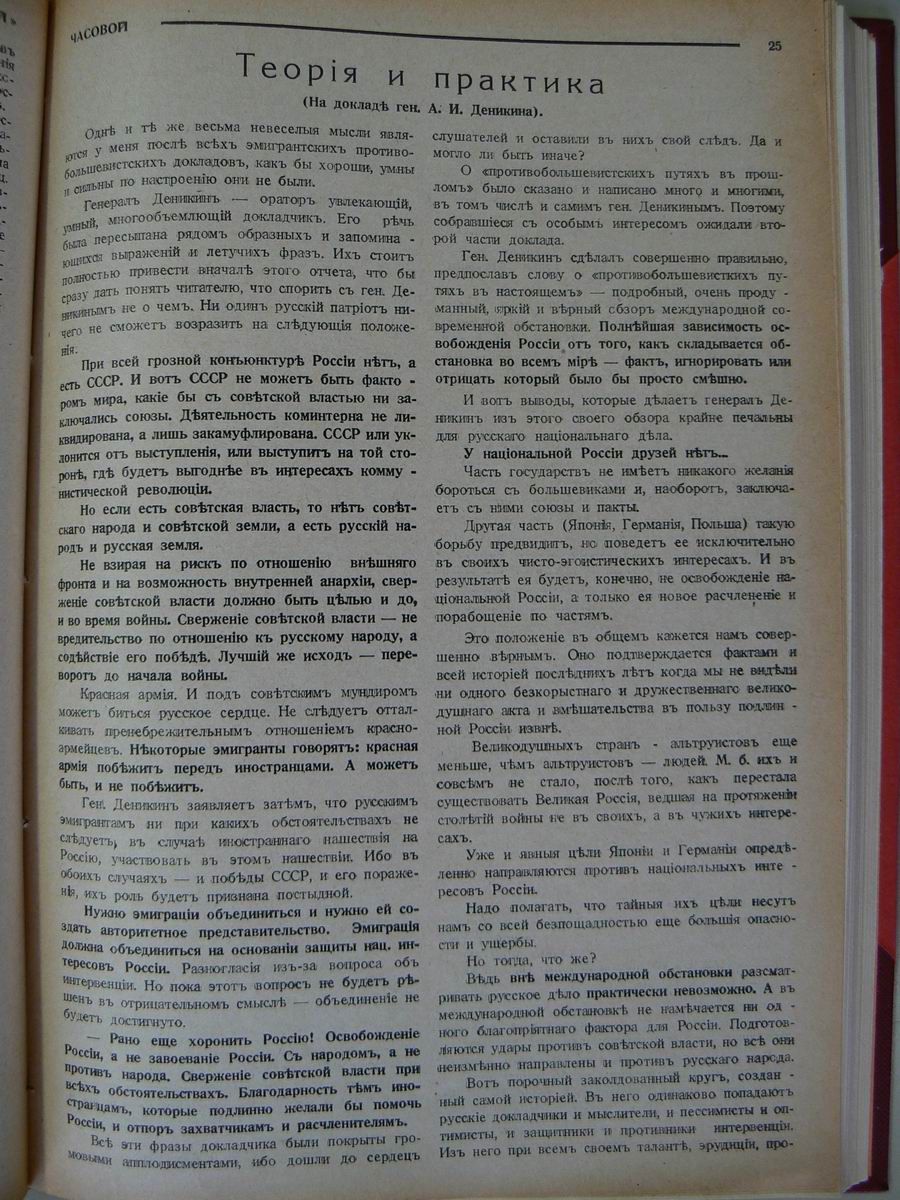 ЧАСОВОЙ
25
Теорія и практика
(На докладѣ ген. А. И. Деникина).
Однѣ и тѣ же весьма невеселыя мысли явля-
ются у меня послѣ всѣхъ эмигрантскихъ противо-
большевистскихъ докладовъ, какъ бы хороши, умны
и сильны по настроенію они не были.
Генералъ Деникинъ — ораторъ увлекающій,
умный, многообъемлющій докладчикъ. Его рѣчь
была пересыпана рядомъ образныхъ и запомина -
ющихся выраженій и летучихъ фразъ. Ихъ стоитъ
полностью привести вначалѣ этого отчета, что бы
сразу дать понять читателю, что спорить съ ген. Де-
никинымъ не о чемъ. Ни одинъ русскій патріотъ ни-
чего не сможетъ возразить на слѣдующія положе-
нія.
При всей грозной конъюнктурѣ Россіи нѣтъ, а
есть СССР. И вотъ СССР не можетъ быть факто -
ромъ мира, какіе бы съ совѣтской властью ни за-
ключались союзы. Дѣятельность коминтерна не ли-
квидирована, а лишь закамуфлирована. СССР или ук-
лонится отъ выступленія, или выступитъ на той сто-
ронѣ, гдѣ будетъ выгоднѣе въ интересахъ комму -
нистической революціи.
Но если есть совѣтская власть, то нѣтъ совѣт-
скаго народа и совѣтской земли, а есть русскій на-
родъ и русская земля.
Не взирая на рискъ по отношенію внѣшняго
фронта и на возможность внутренней анархіи, свер-
женіе совѣтской власти должно быть цѣлью и до,
и во время войны. Сверженіе совѣтской власти — не
вредительство по отношенію къ русскому народу, а
содѣйствіе его побѣдѣ. Лучшій же исходъ — пере-
воротъ до начала войны.
Красная армія. И подъ совѣтскимъ мундиромъ
можетъ биться русское сердце. Не слѣдуетъ оттал-
кивать пренебрежительнымъ отношеніемъ красно-
армейцевъ. Нѣкоторые эмигранты говорятъ: красная
армія побѣжитъ передъ иностранцами. А можетъ
быть, и не побѣжитъ.
Ген. Деникинъ заявляетъ затѣмъ, что русскимъ
эмигрантамъ ни при какихъ обстоятельствахъ не
слѣдуетъ, въ случаѣ иностраннаго нашествія на
Россію, участвовать въ этомъ нашествіи. Ибо въ
обоихъ случаяхъ — и побѣды СССР, и его пораже-
нія, ихъ роль будетъ признана постыдной.
Нужно эмиграціи объединиться и нужно ей со-
здать авторитетное представительство. Эмиграція
должна объединиться на основаніи защиты нац. ин-
тересовъ Россіи. Разногласія изъ-за вопроса объ
интервенціи. Но пока этотъ вопросъ не будетъ рѣ-
шенъ въ отрицательномъ смыслѣ — объединеніе не
будетъ достигнуто.
— Рано еще хоронить Россію! Освобожденіе
Россіи, а не завоеваніе Россіи. Съ народомъ, а не
противъ народа. Сверженіе совѣтской власти при
всѣхъ обстоятельствахъ. Благодарность тѣмъ ино-
странцамъ, которые подлинно желали бы помочь
Россіи, и отпоръ захватчикамъ и расчленителямъ.
Всѣ эти фразы докладчика были покрыты гро-
мовыми апплодисментами, ибо дошли до сердецъ
слушателей и оставили въ нихъ свой слѣдъ. Да и
могло ли быть иначе?
О «противобольшевистскихъ путяхъ въ прош-
ломъ» было сказано и написано много и многими,
въ томъ числѣ и самимъ ген. Деникинымъ. Поэтому
собравшіеся съ особымъ интересомъ ожидали вто-
рой части доклада.
Ген. Деникинъ сдѣлалъ совершенно правильно,
предпославъ слову о «противобольшевисткихъ пу-
тяхъ въ настоящемъ» — подробный, очень проду -
манный, яркій и вѣрный обзоръ международной со-
временной обстановки. Полнѣйшая зависимость ос-
вобожденія Россіи отъ того, какъ складывается об-
становка во всемъ мірѣ — фактъ, игнорировать или
отрицать который было бы просто смѣшно.
И вотъ выводы, которые дѣлаетъ генералъ Де-
никинъ изъ этого своего обзора крайне печальны
для русскаго національнаго дѣла.
У національной Россіи друзей нѣтъ...
Часть государствъ не имѣетъ никакого желанія
бороться съ большевиками и, наоборотъ, заключа-
етъ съ ними союзы и пакты.
Другая часть (Японія, Германія, Польша) такую
борьбу предвидитъ, но поведетъ ее исключительно
въ своихъ чисто-эгоистическихъ интересахъ. И въ
результатѣ ея будетъ, конечно, не освобожденіе на-
ціональной Россіи, а только ея новое расчлененіе и
порабощеніе по частямъ.
Это положеніе въ общемъ кажется намъ совер-
шенно вѣрнымъ. Оно подтверждается фактами и
всей исторіей послѣднихъ лѣтъ когда мы не видѣли
ни одного безкорыстнаго и дружественнаго велико-
душнаго акта и вмѣшательства въ пользу подлин -
ной Россіи извнѣ.
Великодушныхъ странъ - альтруистовъ еще
меньше, чѣмъ альтруистовъ — людей. М. б. ихъ и
совсѣмъ не стало, послѣ того, какъ перестала
существовать Великая Россія, ведшая на протяженіи
столѣтій войны не въ своихъ, а въ чужихъ интере-
сахъ.
Уже и явныя цѣли Японіи и Германіи опредѣ-
ленно направляются противъ національныхъ инте -
ресовъ Россіи.
Надо полагать, что тайныя ихъ цѣли несутъ
намъ со всей безпощадностью еще большія опасно-
сти и ущербы.
Но тогда, что же?
Вѣдь внѣ международной обстановки разсмат-
ривать русское дѣло практически невозможно. А въ
международной обстановкѣ не намѣчается ни од -
ного благопріятнаго фактора для Россіи. Подготов-
ляются удары противъ совѣтской власти, но всѣ они
неизмѣнно направлены и противъ русскаго народа.
Вотъ порочный заколдованный кругъ, создан -
ный самой исторіей. Въ него одинаково попадаютъ
русскіе докладчики и мыслители, и пессимисты и оп-
тимисты, и защитники и противники интервенціи.
Изъ него при всемъ своемъ талантѣ, эрудиціи, про-